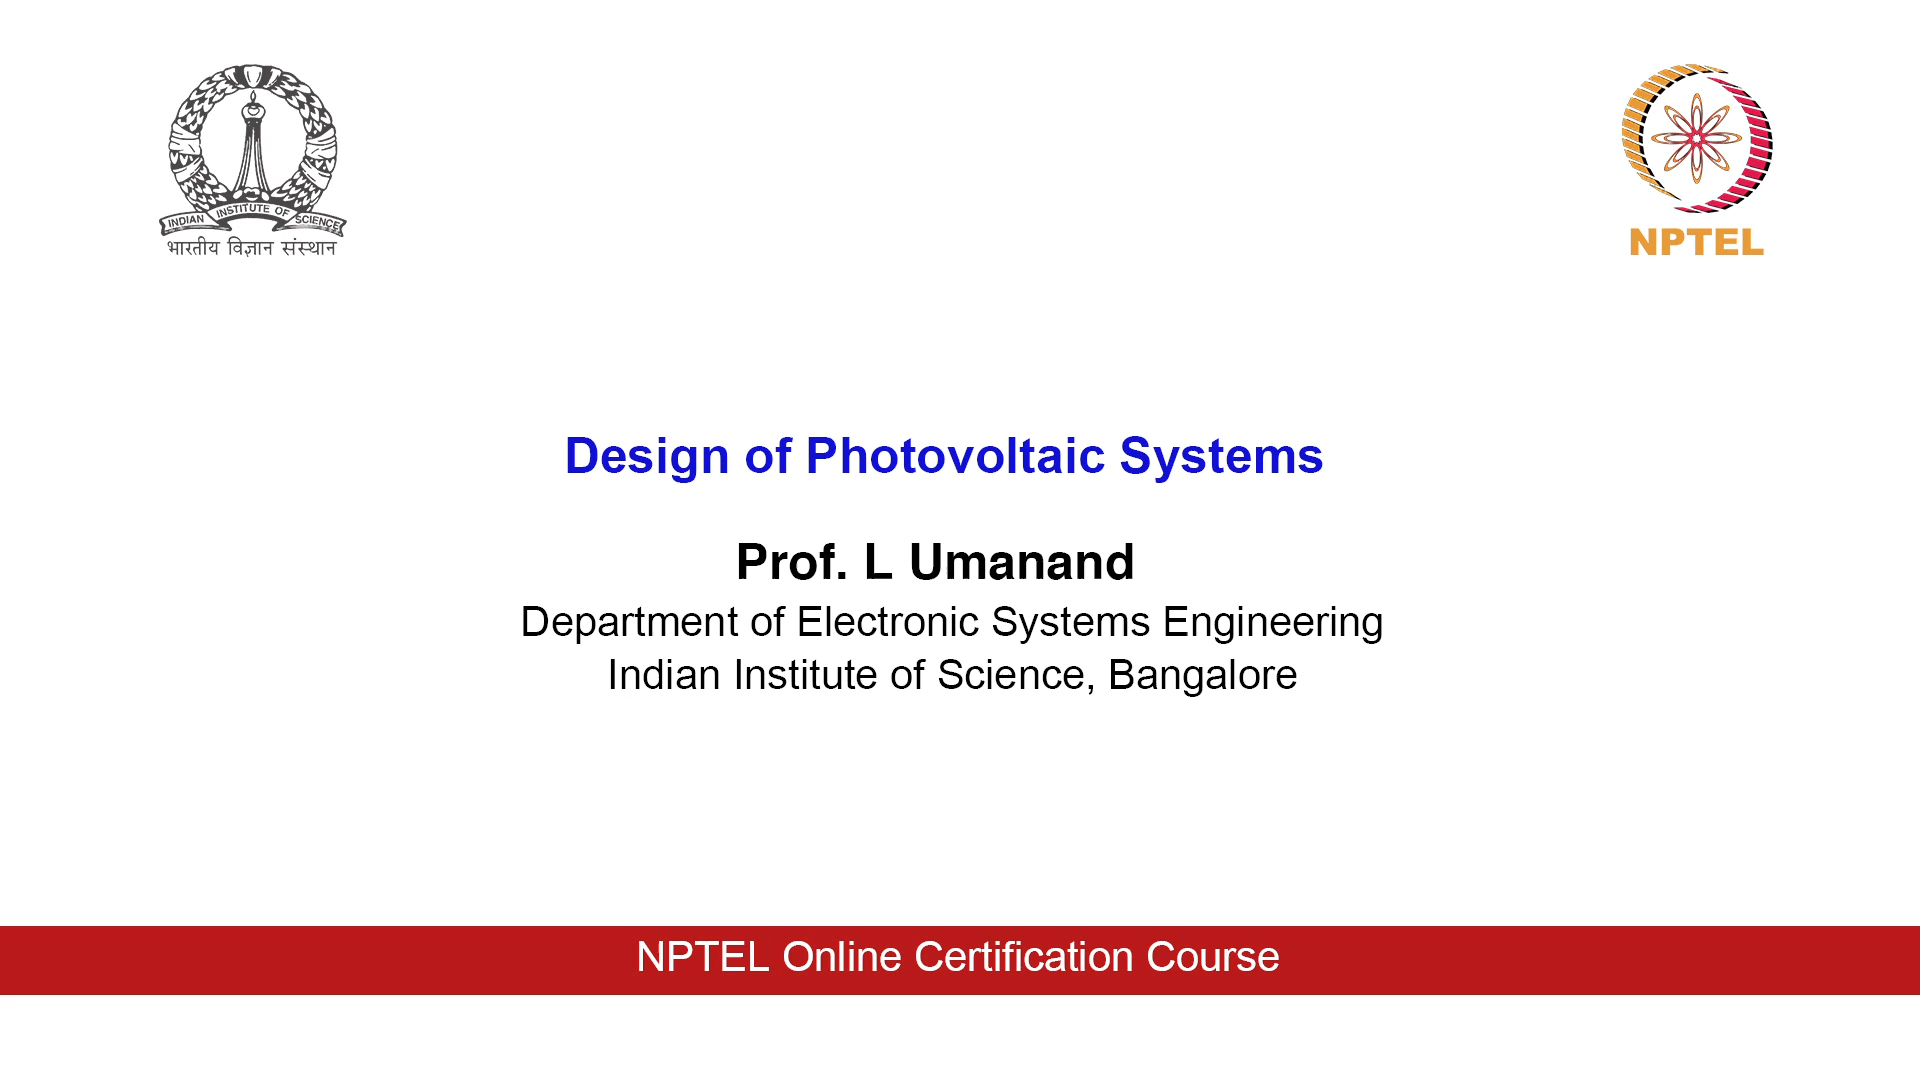 INDIAN INSTITUTE OF SCIENCE
भारतीय विज्ञान संस्थान
NPTEL
Design of Photovoltaic Systems
Prof. L Umanand
Department of Electronic Systems Engineering
Indian Institute of Science, Bangalore
NPTEL Online Certification Course